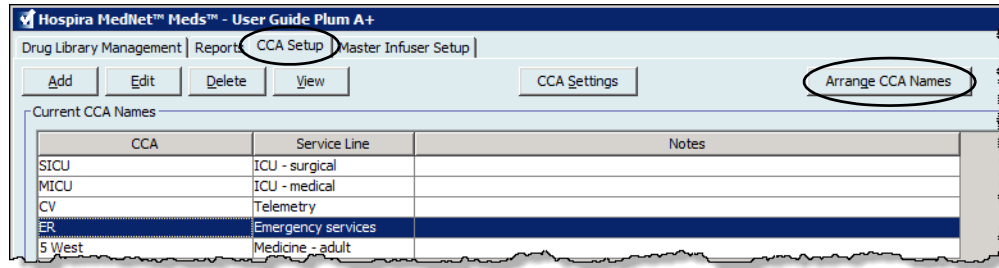 Hospira MedNet™ Meds™ - User Guide Plum A+
Drug Library Management Reports CCA Setup Master Infuser Setup
Add Edit Delete View CCA Settings Arrange CCA Names
Current CCA Names
CCA Service Line Notes
SICU ICU - surgical
MICU ICU - medical
CV Telemetry
ER Emergency services
5 West Medicine - adult